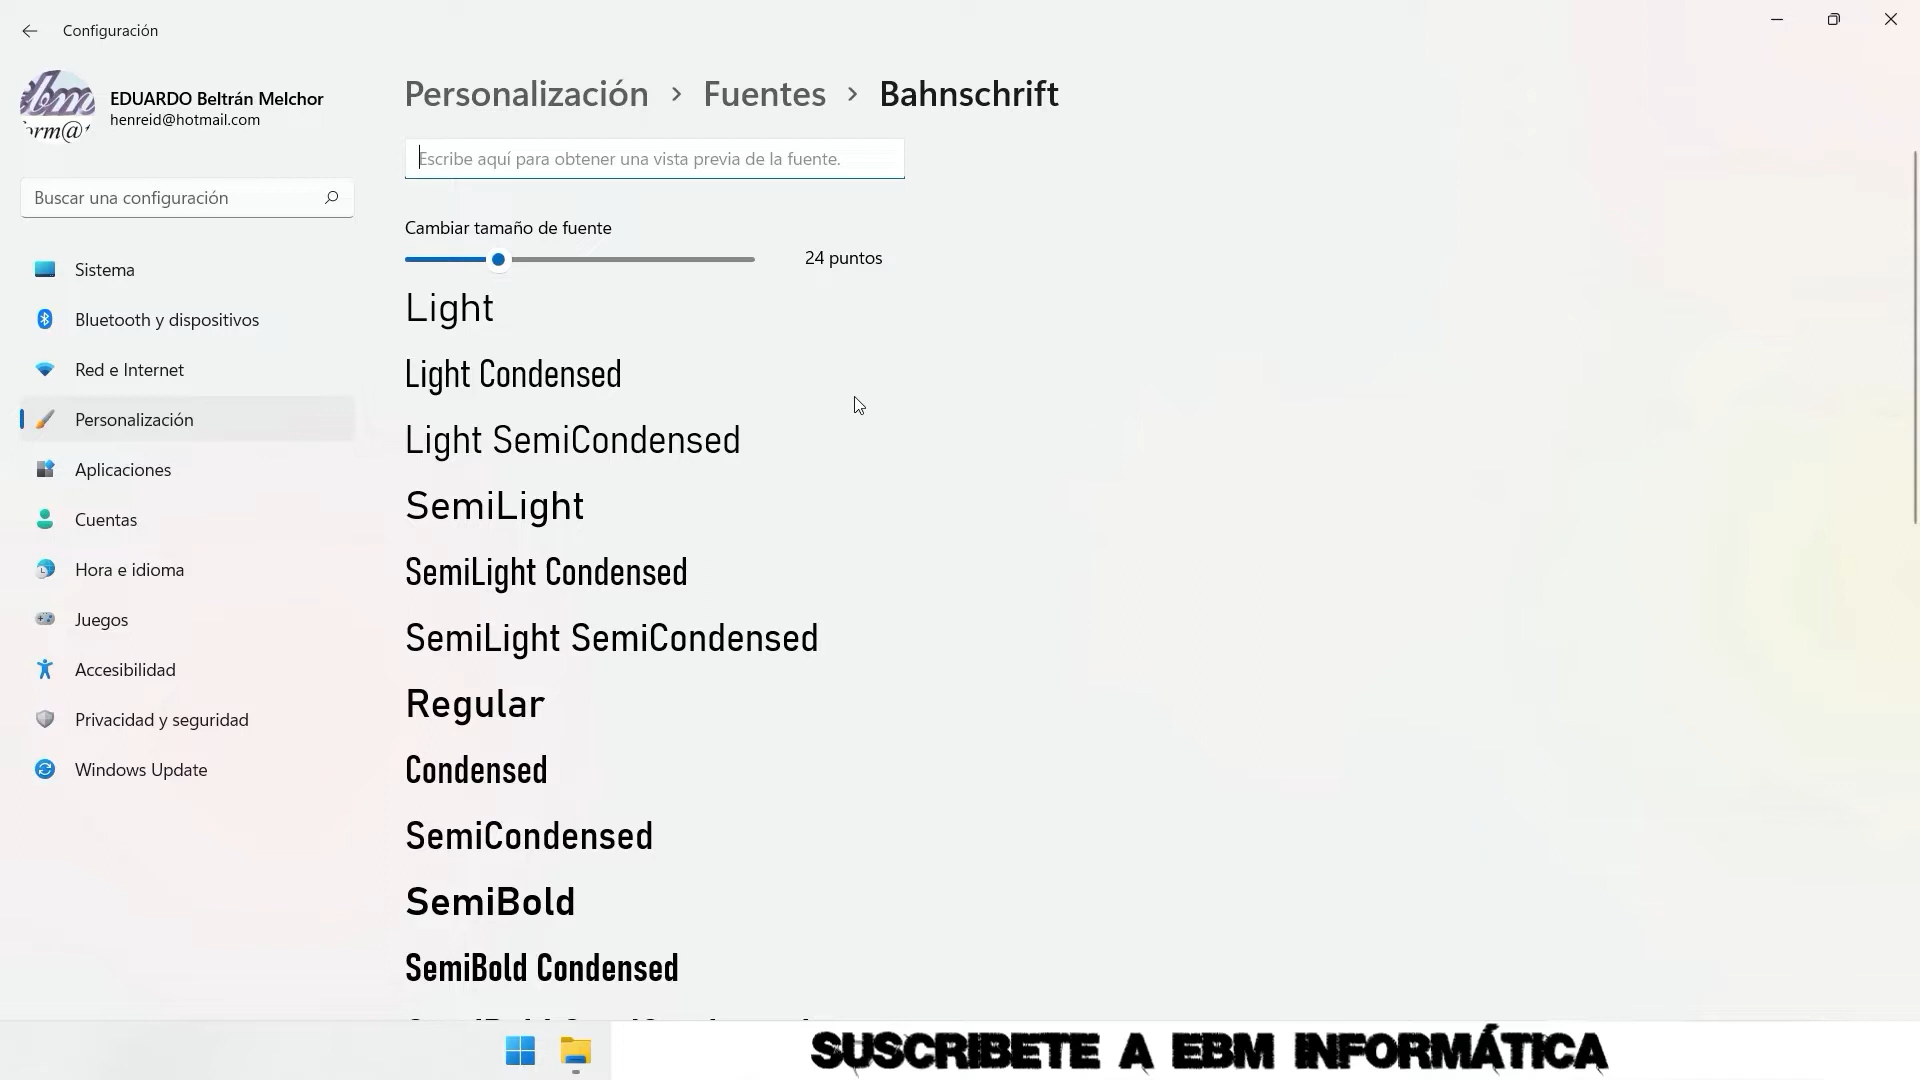 Configuración
EDUARDO Beltrán Melchor
henreid@hotmail.com
Buscar una configuración
Sistema
Bluetooth y dispositivos
Red e Internet
Personalización
Aplicaciones
Cuentas
Hora e idioma
Juegos
Accesibilidad
Privacidad y seguridad
Windows Update
Personalización > Fuentes > Bahnschrift
Escribe aquí para obtener una vista previa de la fuente.
Cambiar tamaño de fuente
24 puntos
Light
Light Condensed
Light SemiCondensed
SemiLight
SemiLight Condensed
SemiLight SemiCondensed
Regular
Condensed
SemiCondensed
SemiBold
SemiBold Condensed
SUSCRIBETE A EBM INFORMÁTICA